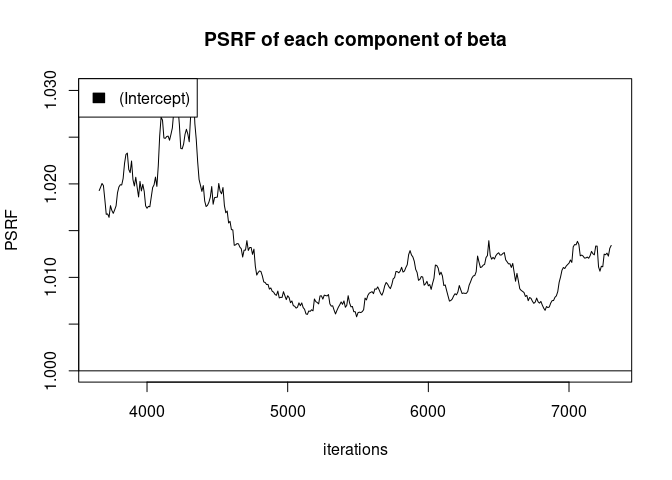 PSRF of each component of beta
(Intercept)
PSRF
1.030
1.020
1.010
1.000
4000 5000 6000 7000
iterations